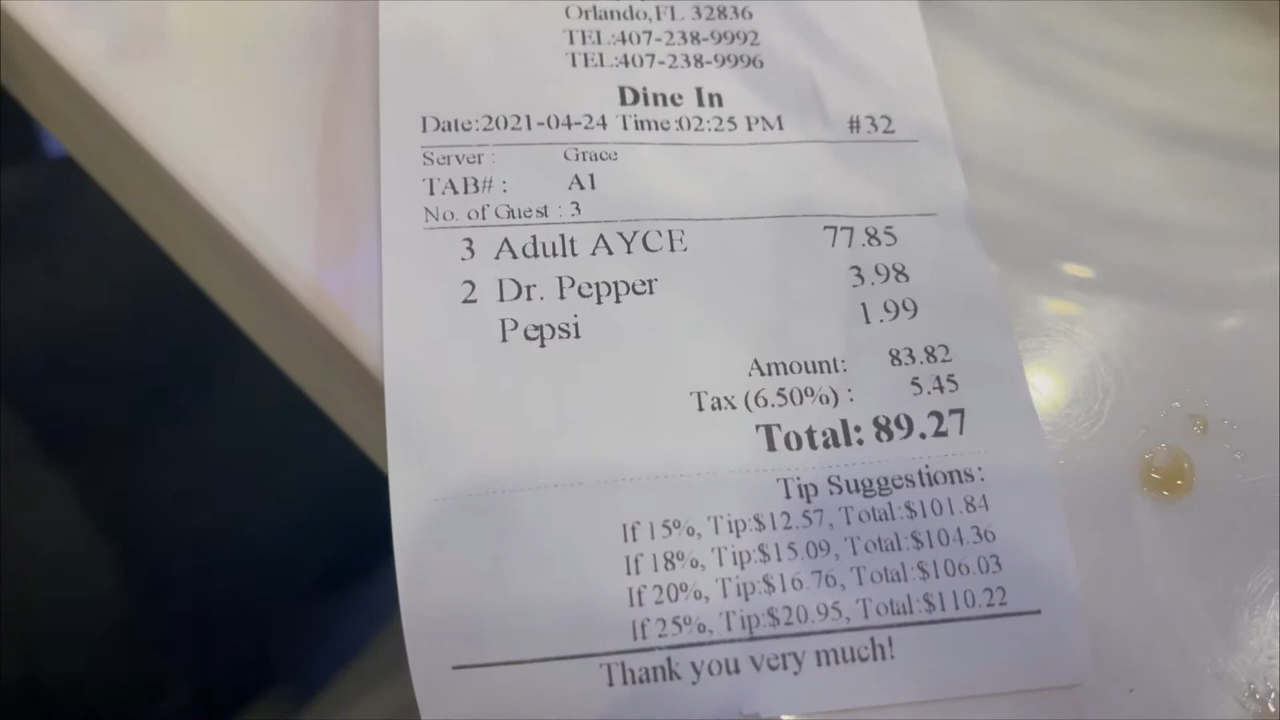 Orlando,FL 32836
TEL:407-238-9992
TEL:407-238-9996
Dine In
Date:2021-04-24 Time:02:25 PM #32
Server : Grace
TAB# : A1
No. of Guest : 3
3 Adult AYCE 77.85
2 Dr. Pepper 3.98
Pepsi 1.99
Amount: 83.82
Tax (6.50%) : 5.45
Total: 89.27
Tip Suggestions:
If 15%, Tip:$12.57, Total:$101.84
If 18%, Tip:$15.09, Total:$104.36
If 20%, Tip:$16.76, Total:$106.03
If 25%, Tip:$20.95, Total:$110.22
Thank you very much!